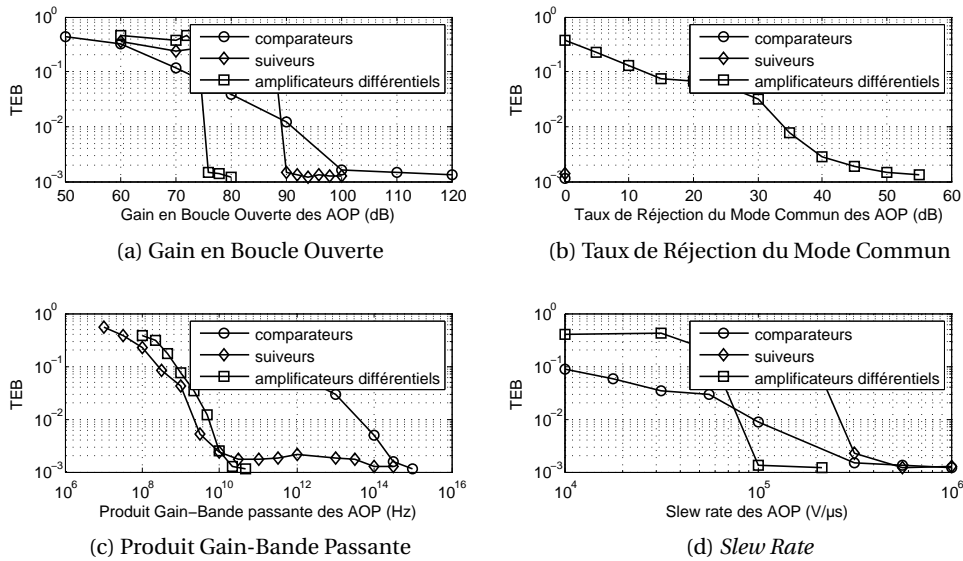 10^0
10^-1
10^-2
10^-3
TEB
comparateurs
suiveurs
amplificateurs différentiels
50 60 70 80 90 100 110 120
Gain en Boucle Ouverte des AOP (dB)
(a) Gain en Boucle Ouverte
10^0
10^-1
10^-2
10^-3
TEB
comparateurs
suiveurs
amplificateurs différentiels
0 10 20 30 40 50 60
Taux de Réjection du Mode Commun des AOP (dB)
(b) Taux de Réjection du Mode Commun
10^0
10^-1
10^-2
10^-3
TEB
comparateurs
suiveurs
amplificateurs différentiels
10^6 10^8 10^10 10^12 10^14 10^16
Produit Gain−Bande passante des AOP (Hz)
(c) Produit Gain-Bande Passante
10^0
10^-1
10^-2
10^-3
TEB
comparateurs
suiveurs
amplificateurs différentiels
10^4 10^5 10^6
Slew rate des AOP (V/µs)
(d) Slew Rate